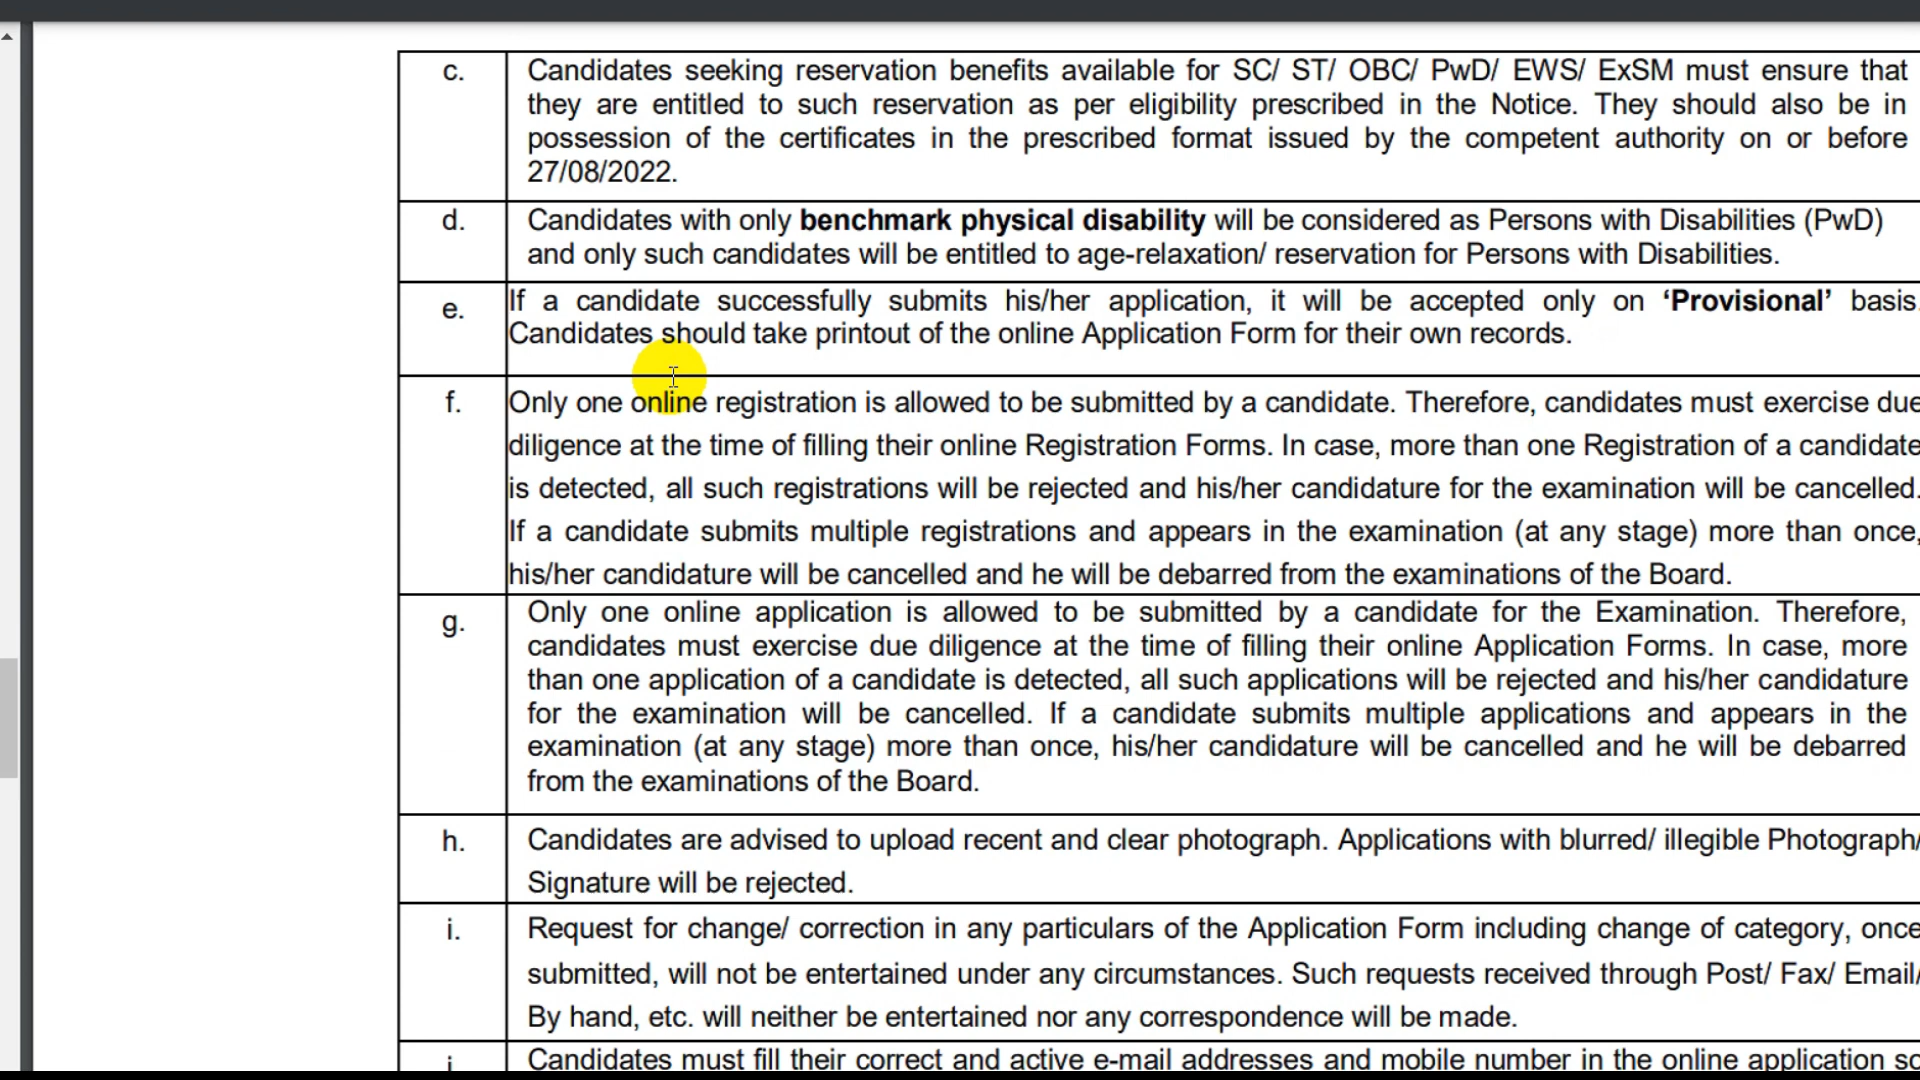 c. Candidates seeking reservation benefits available for SC/ ST/ OBC/ PwD/ EWS/ ExSM must ensure that
they are entitled to such reservation as per eligibility prescribed in the Notice. They should also be in
possession of the certificates in the prescribed format issued by the competent authority on or before
27/08/2022.
d. Candidates with only benchmark physical disability will be considered as Persons with Disabilities (PwD)
and only such candidates will be entitled to age-relaxation/ reservation for Persons with Disabilities.
e. If a candidate successfully submits his/her application, it will be accepted only on ‘Provisional’ basis.
Candidates should take printout of the online Application Form for their own records.
f. Only one online registration is allowed to be submitted by a candidate. Therefore, candidates must exercise due
diligence at the time of filling their online Registration Forms. In case, more than one Registration of a candidate
is detected, all such registrations will be rejected and his/her candidature for the examination will be cancelled.
If a candidate submits multiple registrations and appears in the examination (at any stage) more than once,
his/her candidature will be cancelled and he will be debarred from the examinations of the Board.
g. Only one online application is allowed to be submitted by a candidate for the Examination. Therefore,
candidates must exercise due diligence at the time of filling their online Application Forms. In case, more
than one application of a candidate is detected, all such applications will be rejected and his/her candidature
for the examination will be cancelled. If a candidate submits multiple applications and appears in the
examination (at any stage) more than once, his/her candidature will be cancelled and he will be debarred
from the examinations of the Board.
h. Candidates are advised to upload recent and clear photograph. Applications with blurred/ illegible Photograph/
Signature will be rejected.
i. Request for change/ correction in any particulars of the Application Form including change of category, once
submitted, will not be entertained under any circumstances. Such requests received through Post/ Fax/ Email/
By hand, etc. will neither be entertained nor any correspondence will be made.
j. Candidates must fill their correct and active e-mail addresses and mobile number in the online application so